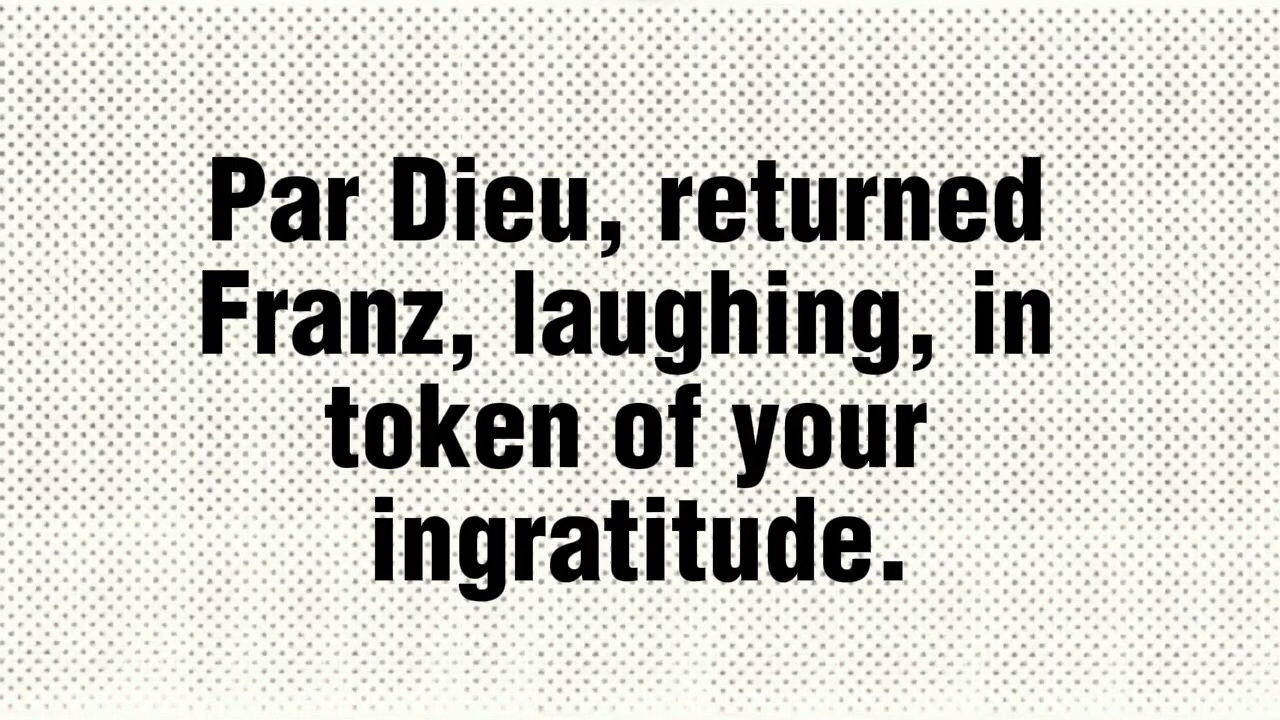 Par Dieu, returned
Franz, laughing, in
token of your
ingratitude.